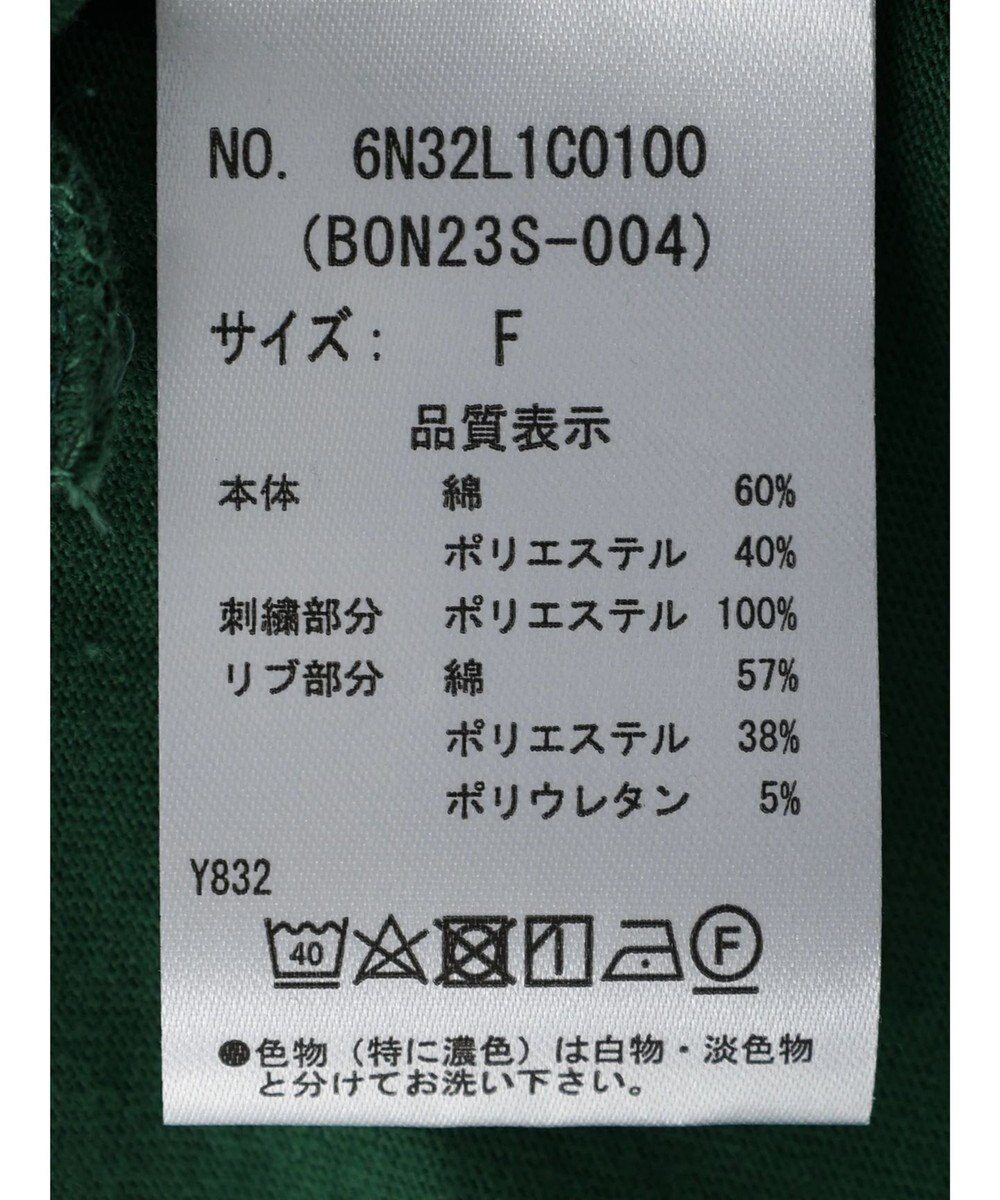 NO. 6N32L1C0100
(BON23S-004)
サイズ: F
品質表示
本体 綿 60%
ポリエステル 40%
刺繍部分 ポリエステル 100%
リブ部分 綿 57%
ポリエステル 38%
ポリウレタン 5%
Y832
40 F
●色物（特に濃色）は白物・淡色物
と分けてお洗い下さい。